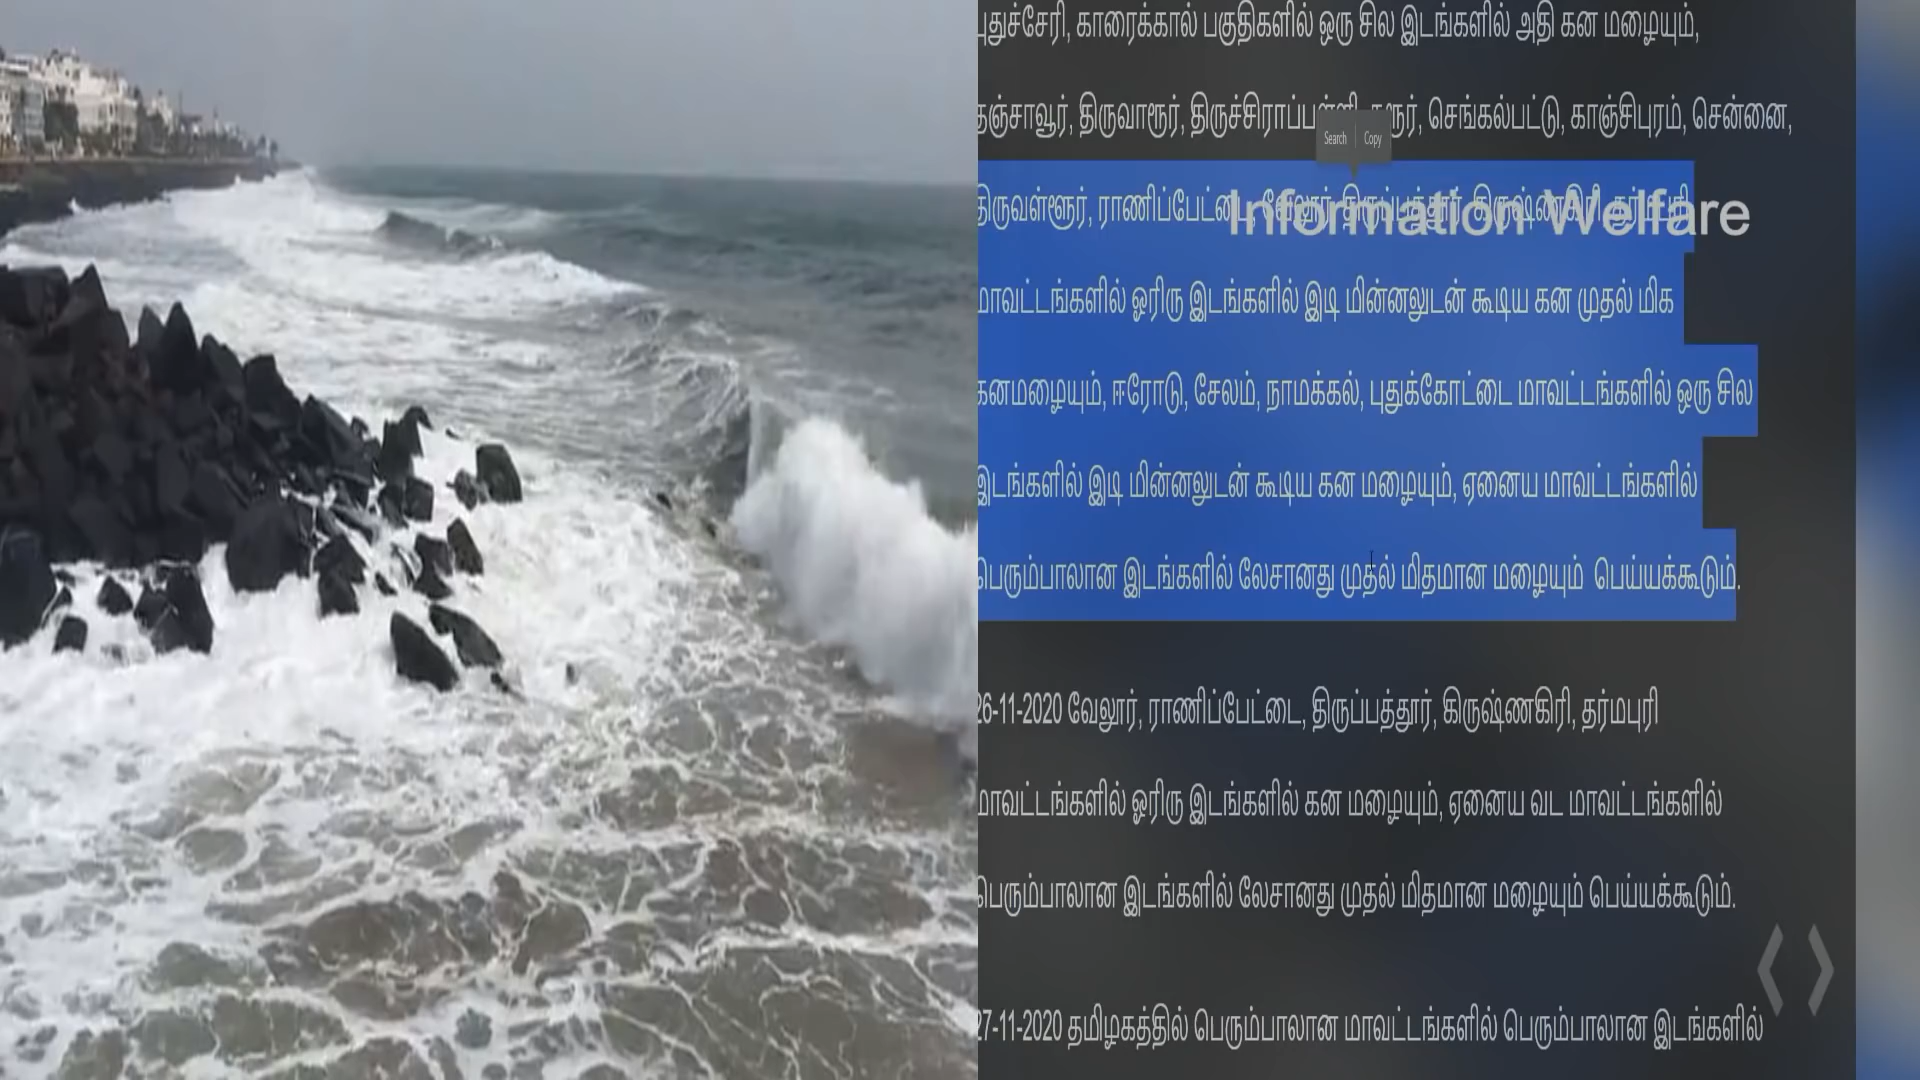 புதுச்சேரி, காரைக்கால் பகுதிகளில் ஒரு சில இடங்களில் அதி கன மழையும்,
தஞ்சாவூர், திருவாரூர், செங்கல்பட்டு, காஞ்சிபுரம், சென்னை,
Search Copy
திருவள்ளூர், ராணிப்பேட்டை, வேலூர், திருப்பத்தூர், கிருஷ்ணகிரி,
Information Welfare
மாவட்டங்களில் ஓரிரு இடங்களில் இடி மின்னலுடன் கூடிய கன முதல் மிக
கனமழையும், ஈரோடு, சேலம், நாமக்கல், புதுக்கோட்டை மாவட்டங்களில் ஒரு சில
இடங்களில் இடி மின்னலுடன் கூடிய கன மழையும், ஏனைய மாவட்டங்களில்
பெரும்பாலான இடங்களில் லேசானது முதல் மிதமான மழையும் பெய்யக்கூடும்.
26-11-2020 வேலூர், ராணிப்பேட்டை, திருப்பத்தூர், கிருஷ்ணகிரி, தர்மபுரி
மாவட்டங்களில் ஓரிரு இடங்களில் கன மழையும், ஏனைய வட மாவட்டங்களில்
பெரும்பாலான இடங்களில் லேசானது முதல் மிதமான மழையும் பெய்யக்கூடும்.
27-11-2020 தமிழகத்தில் பெரும்பாலான மாவட்டங்களில் பெரும்பாலான இடங்களில்